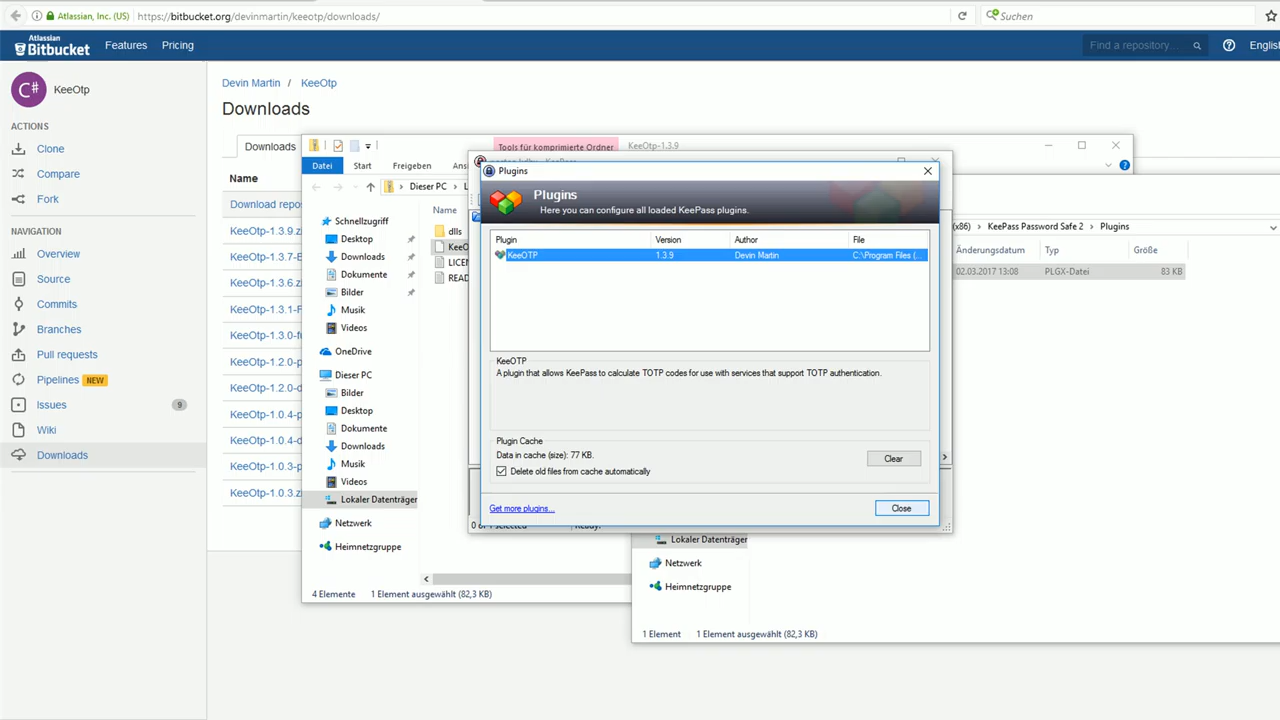 Atlassian, Inc. (US) https://bitbucket.org/devinmartin/keeotp/downloads/ Suchen
Atlassian Bitbucket Features Pricing Find a repository... English
C# KeeOtp
ACTIONS
Clone
Compare
Fork
NAVIGATION
Overview
Source
Commits
Branches
Pull requests
Pipelines NEW
Issues 9
Wiki
Downloads
Devin Martin / KeeOtp
Downloads
Downloads
Name
Download repos
KeeOtp-1.3.9.zi
KeeOtp-1.3.7-B
KeeOtp-1.3.6.zi
KeeOtp-1.3.1-F
KeeOtp-1.3.0-fu
KeeOtp-1.2.0-p
KeeOtp-1.2.0-d
KeeOtp-1.0.4-p
KeeOtp-1.0.4-d
KeeOtp-1.0.3-p
KeeOtp-1.0.3.zi
Tools für komprimierte Ordner KeeOtp-1.3.9
Datei Start Freigeben Ans
Dieser PC
Schnellzugriff
Desktop
Downloads
Dokumente
Bilder
Musik
Videos
OneDrive
Dieser PC
Bilder
Desktop
Dokumente
Downloads
Musik
Videos
Lokaler Datenträger
Netzwerk
Heimnetzgruppe
Name
dlls
KeeO
LICEN
READ
4 Elemente 1 Element ausgewählt (82,3 KB)
Plugins
Plugins
Here you can configure all loaded KeePass plugins.
Plugin Version Author File
KeeOTP 1.3.9 Devin Martin C:\Program Files (...
KeeOTP
A plugin that allows KeePass to calculate TOTP codes for use with services that support TOTP authentication.
Plugin Cache
Data in cache (size): 77 KB.
Clear
Delete old files from cache automatically
Get more plugins...
Close
Ready.
(x86) KeePass Password Safe 2 Plugins
Änderungsdatum Typ Größe
02.03.2017 13:08 PLGX-Datei 83 KB
Lokaler Datenträger
Netzwerk
Heimnetzgruppe
1 Element 1 Element ausgewählt (82,3 KB)